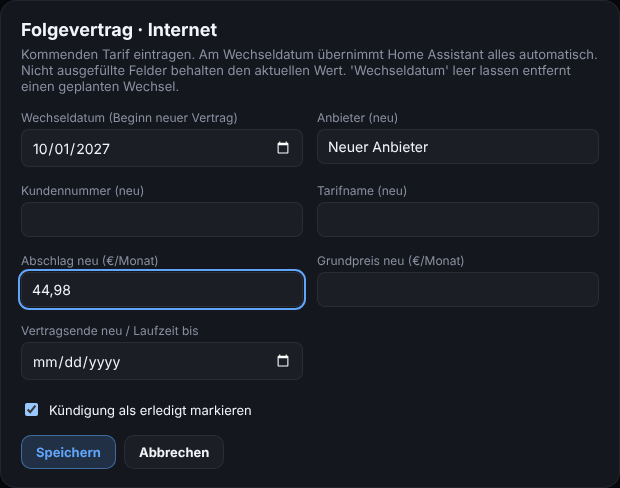 Folgevertrag · Internet
Kommenden Tarif eintragen. Am Wechseldatum übernimmt Home Assistant alles automatisch.
Nicht ausgefüllte Felder behalten den aktuellen Wert. 'Wechseldatum' leer lassen entfernt
einen geplanten Wechsel.
Wechseldatum (Beginn neuer Vertrag)
Anbieter (neu)
10/01/2027
Neuer Anbieter
Kundennummer (neu)
Tarifname (neu)
Abschlag neu (€/Monat)
Grundpreis neu (€/Monat)
44,98
Vertragsende neu / Laufzeit bis
mm/dd/yyyy
Kündigung als erledigt markieren
Speichern
Abbrechen